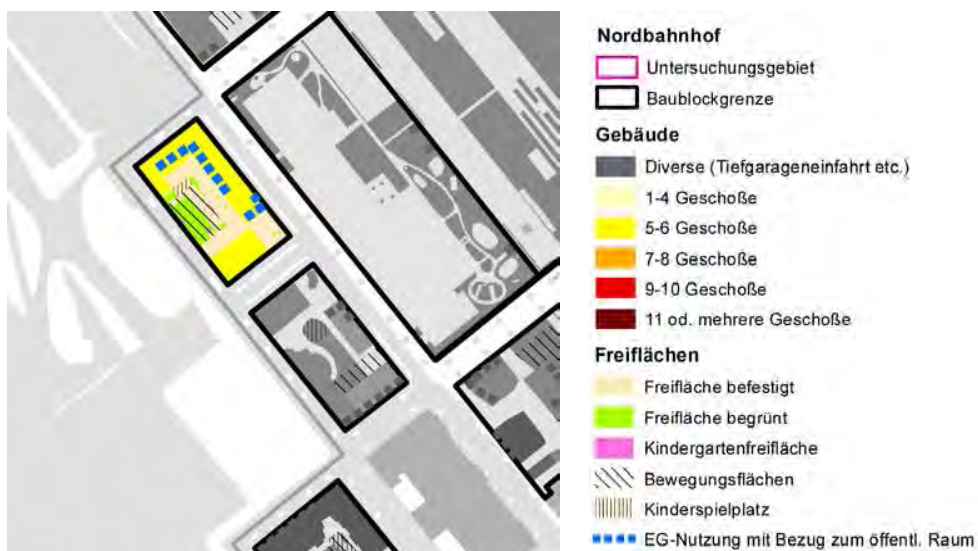 Nordbahnhof
Untersuchungsgebiet
Baublockgrenze
Gebäude
Diverse (Tiefgarageneinfahrt etc.)
1-4 Geschoße
5-6 Geschoße
7-8 Geschoße
9-10 Geschoße
11 od. mehrere Geschoße
Freiflächen
Freifläche befestigt
Freifläche begrünt
Kindergartenfreifläche
Bewegungsflächen
Kinderspielplatz
EG-Nutzung mit Bezug zum öffentl. Raum